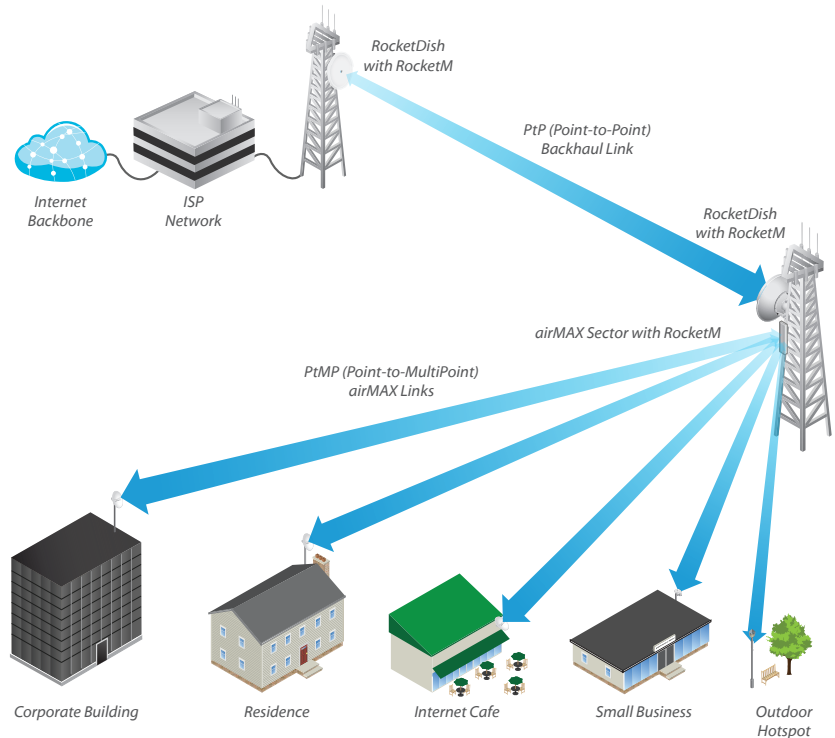 RocketDish
with RocketM
PtP (Point-to-Point)
Backhaul Link
Internet
Backbone
ISP
Network
RocketDish
with RocketM
airMAX Sector with RocketM
PtMP (Point-to-MultiPoint)
airMAX Links
Corporate Building
Residence
Internet Cafe
Small Business
Outdoor
Hotspot